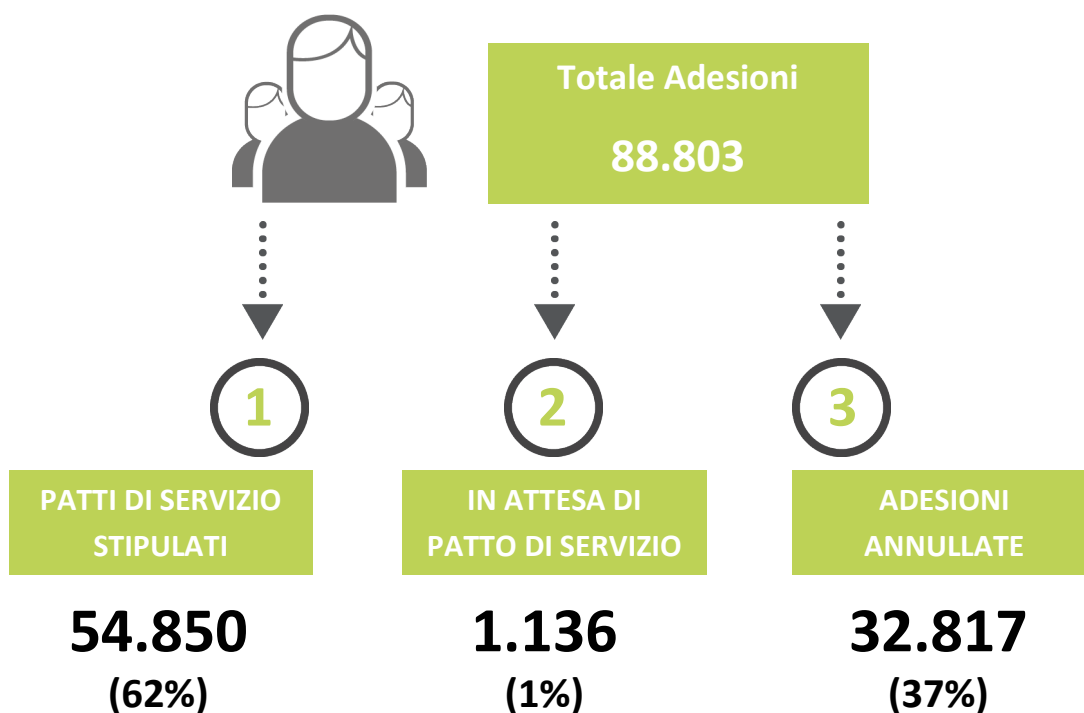 Totale Adesioni
88.803
1
2
3
PATTI DI SERVIZIO
STIPULATI
IN ATTESA DI
PATTO DI SERVIZIO
ADESIONI
ANNULLATE
54.850
(62%)
1.136
(1%)
32.817
(37%)